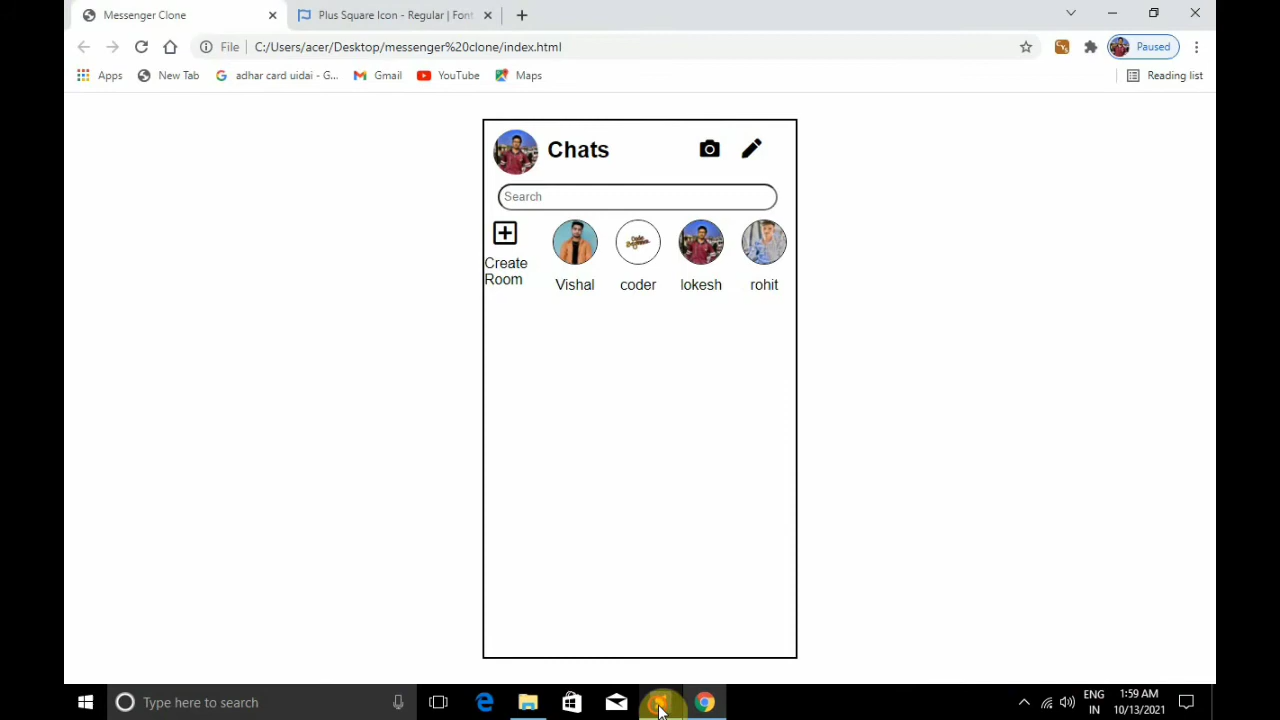 Messenger Clone
Plus Square Icon - Regular | Font
File C:/Users/acer/Desktop/messenger%20clone/index.html
Paused
Apps New Tab adhar card uidai - G... Gmail YouTube Maps Reading list
Chats
Search
Create
Room
Vishal coder lokesh rohit
Type here to search
ENG 1:59 AM
IN 10/13/2021